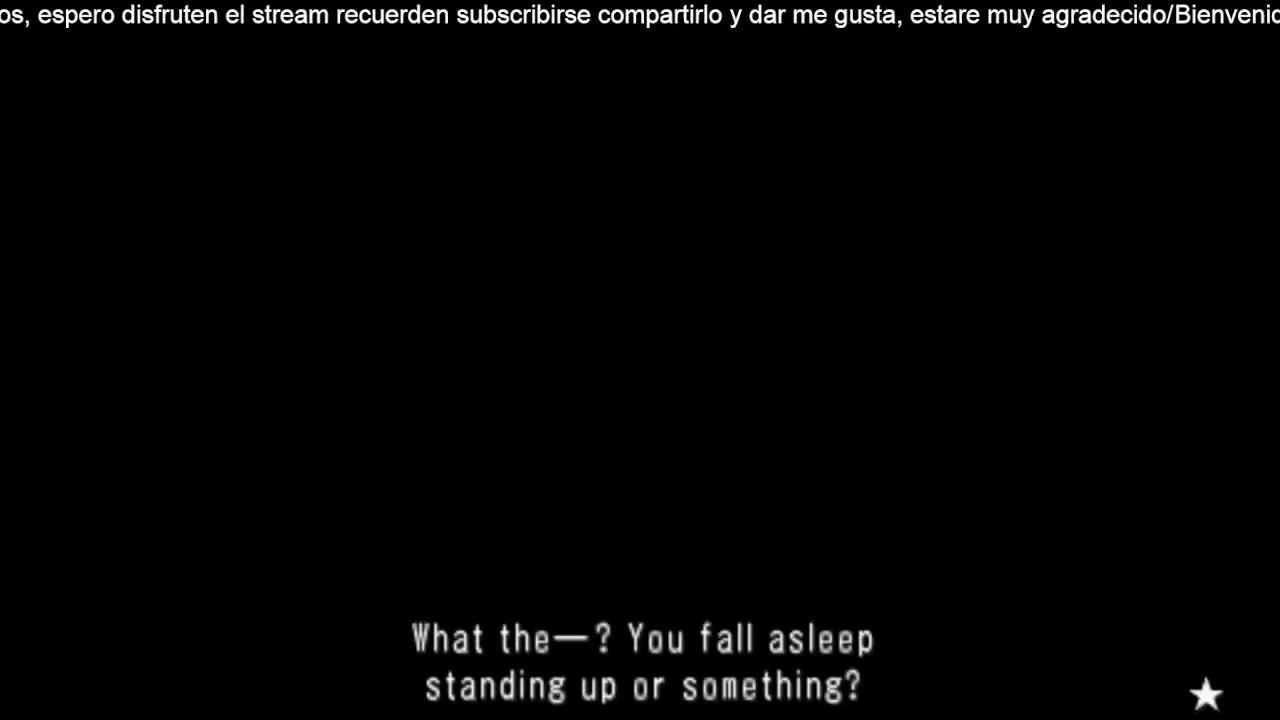 os, espero disfruten el stream recuerden subscribirse compartirlo y dar me gusta, estare muy agradecido/Bienvenid
What the—? You fall asleep
standing up or something?